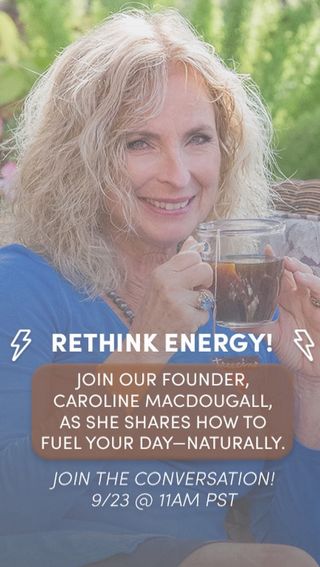 RETHINK ENERGY!
JOIN OUR FOUNDER,
CAROLINE MACDOUGALL,
AS SHE SHARES HOW TO
FUEL YOUR DAY—NATURALLY.
JOIN THE CONVERSATION!
9/23 @ 11AM PST